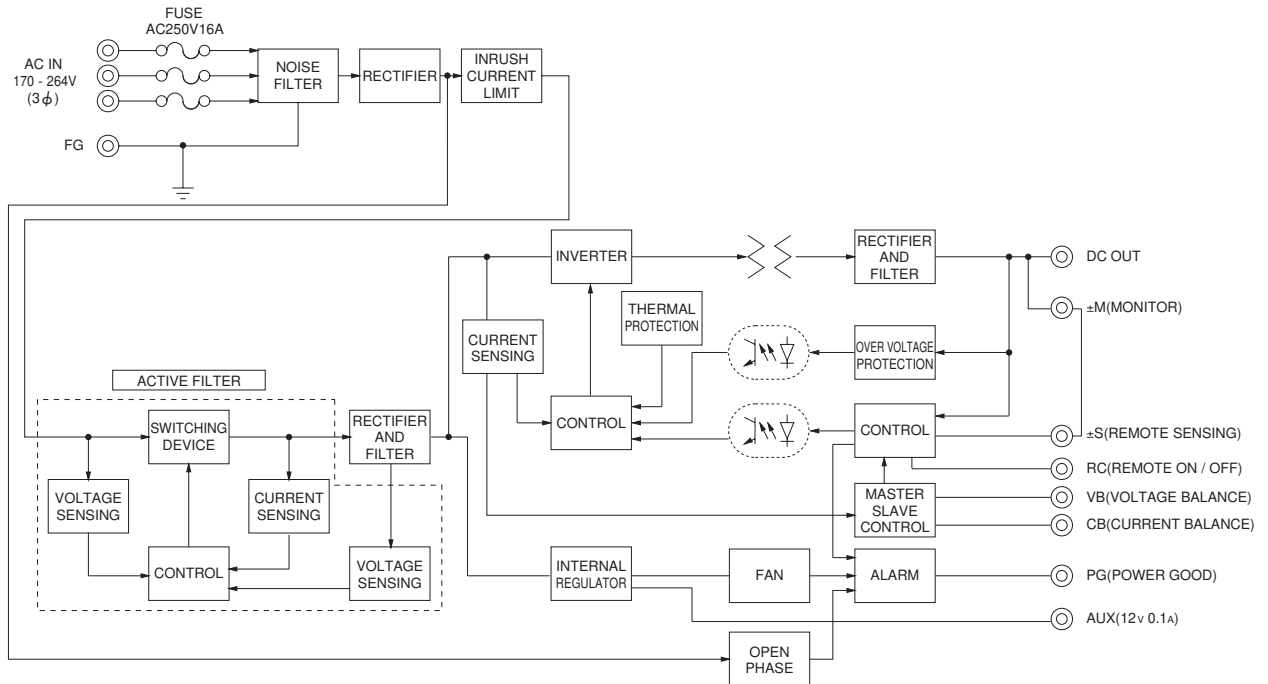 FUSE
AC250V16A
AC IN
170 - 264V
(3ϕ)
NOISE
FILTER
RECTIFIER
INRUSH
CURRENT
LIMIT
FG
INVERTER
RECTIFIER
AND
FILTER
DC OUT
THERMAL
PROTECTION
±M(MONITOR)
CURRENT
SENSING
OVER VOLTAGE
PROTECTION
ACTIVE FILTER
SWITCHING
DEVICE
RECTIFIER
AND
FILTER
CONTROL
CONTROL
±S(REMOTE SENSING)
RC(REMOTE ON / OFF)
VOLTAGE
SENSING
CURRENT
SENSING
MASTER
SLAVE
CONTROL
VB(VOLTAGE BALANCE)
CB(CURRENT BALANCE)
CONTROL
VOLTAGE
SENSING
INTERNAL
REGULATOR
FAN
ALARM
PG(POWER GOOD)
AUX(12V 0.1A)
OPEN
PHASE